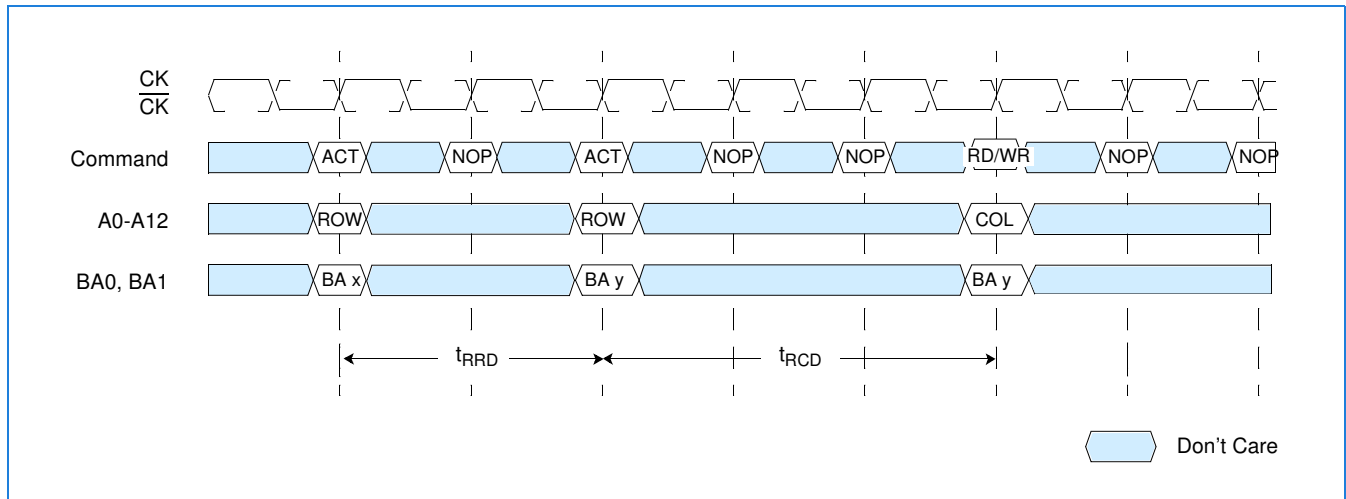 CK
CK
Command ACT NOP ACT NOP NOP RD/WR NOP NOP
A0-A12 ROW ROW COL
BA0, BA1 BA x BA y BA y
tRRD tRCD
Don't Care